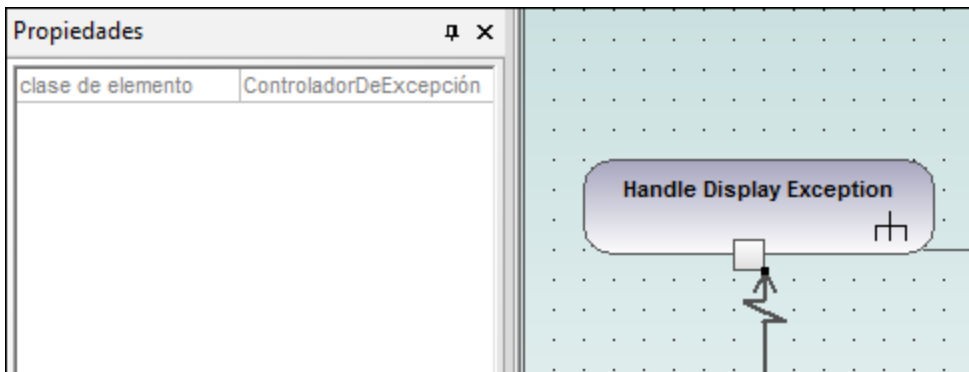 Propiedades
clase de elemento ControladorDeExcepción
Handle Display Exception